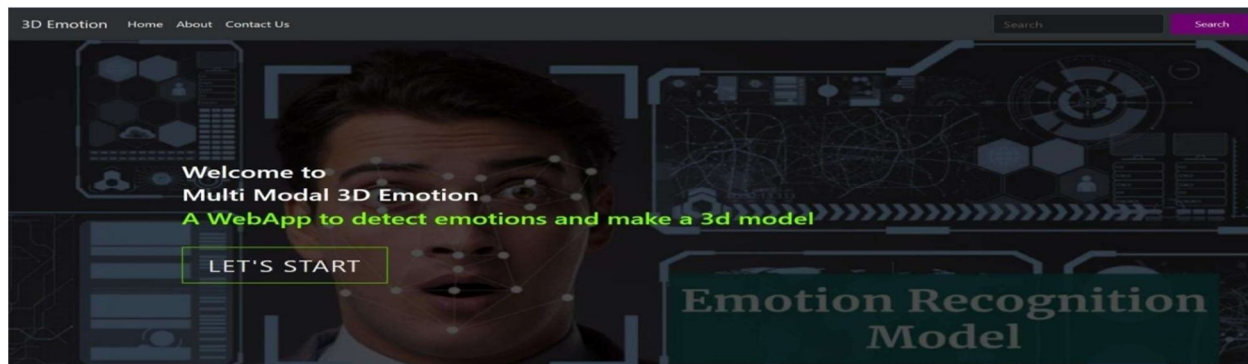 3D Emotion Home About Contact Us Search Search
Welcome to
Multi Modal 3D Emotion
A WebApp to detect emotions and make a 3d model
LET'S START
Emotion Recognition
Model